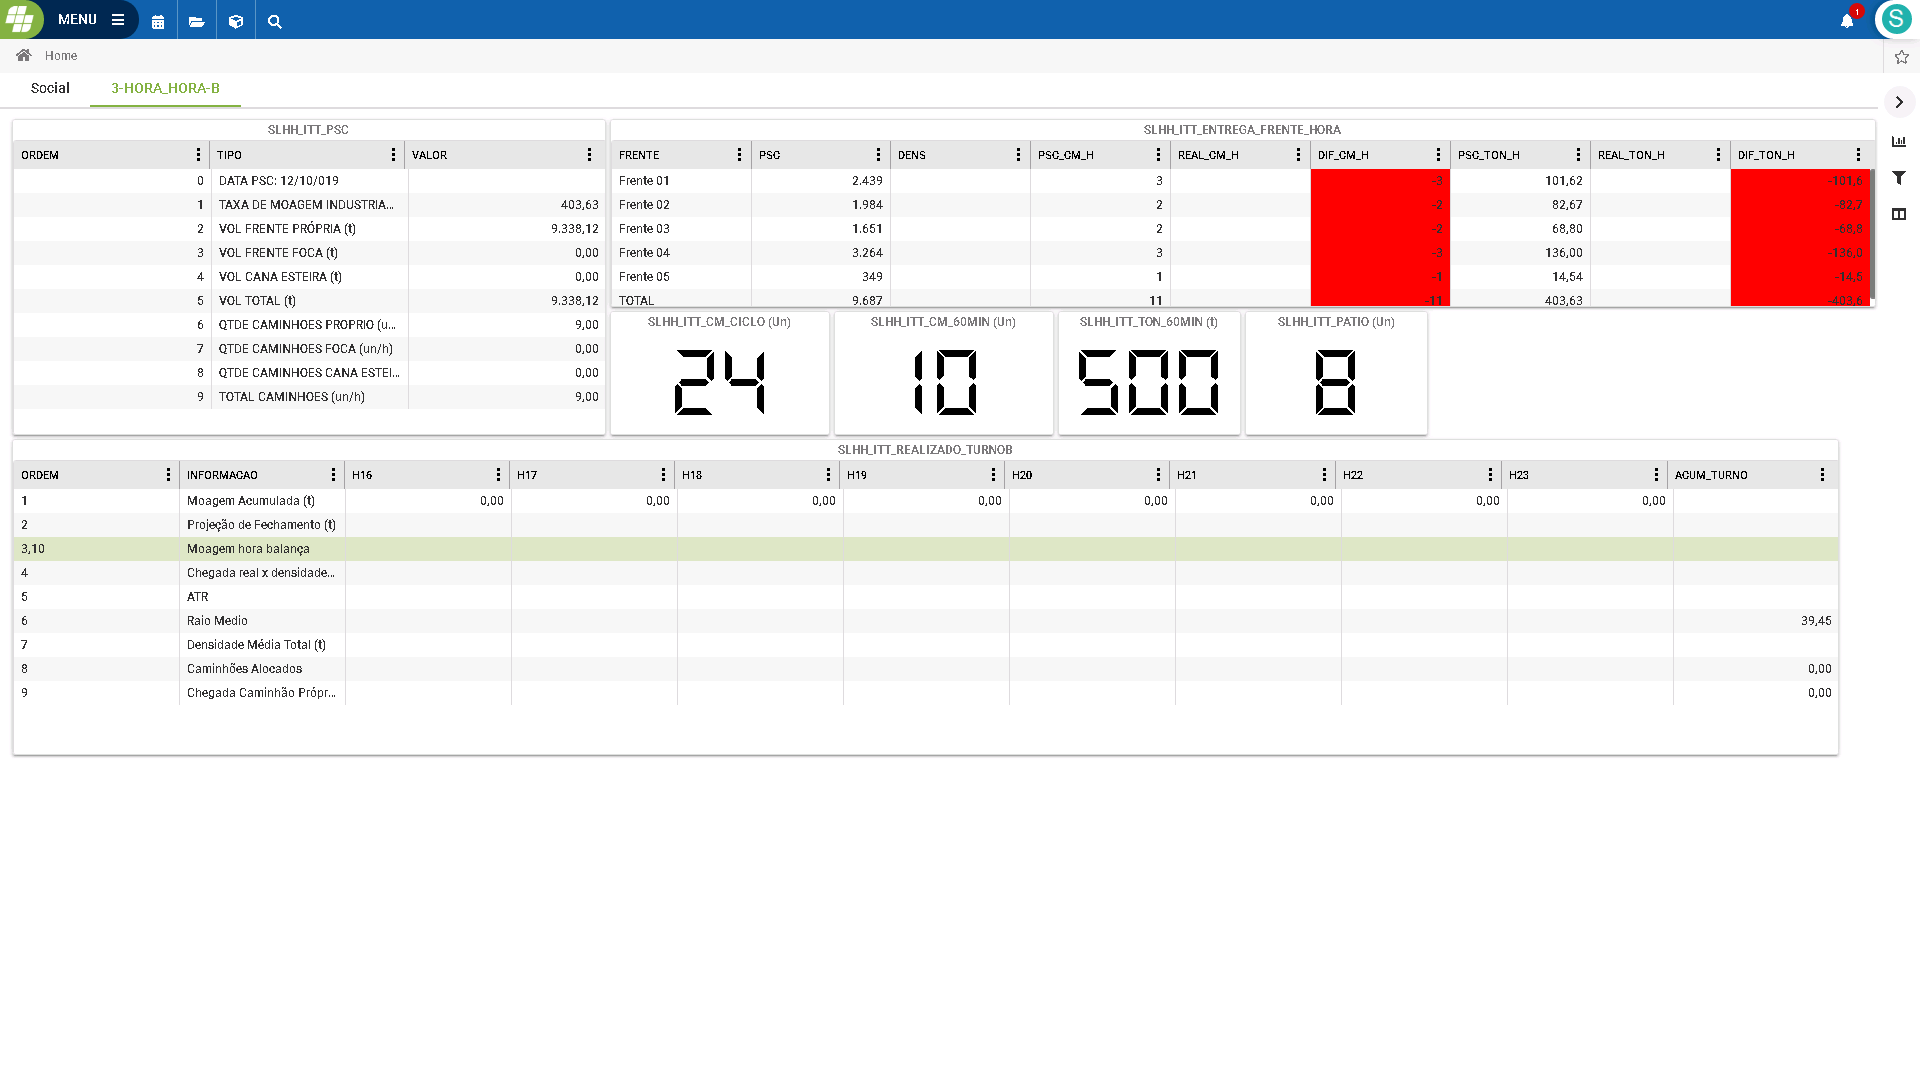 MENU
1
S
Home
Social
3-HORA_HORA-B
SLHH_ITT_PSC
ORDEM TIPO VALOR
0 DATA PSC: 12/10/019
1 TAXA DE MOAGEM INDUSTRIA... 403,63
2 VOL FRENTE PRÓPRIA (t) 9.338,12
3 VOL FRENTE FOCA (t) 0,00
4 VOL CANA ESTEIRA (t) 0,00
5 VOL TOTAL (t) 9.338,12
6 QTDE CAMINHOES PROPRIO (u... 9,00
7 QTDE CAMINHOES FOCA (un/h) 0,00
8 QTDE CAMINHOES CANA ESTEI... 0,00
9 TOTAL CAMINHOES (un/h) 9,00
SLHH_ITT_ENTREGA_FRENTE_HORA
FRENTE PSC DENS PSC_CM_H REAL_CM_H DIF_CM_H PSC_TON_H REAL_TON_H DIF_TON_H
Frente 01 2.439 3 -3 101,62 -101,6
Frente 02 1.984 2 -2 82,67 -82,7
Frente 03 1.651 2 -2 68,80 -68,8
Frente 04 3.264 3 -3 136,00 -136,0
Frente 05 349 1 -1 14,54 -14,5
TOTAL 9.687 11 -11 403,63 -403,6
SLHH_ITT_CM_CICLO (Un)
24
SLHH_ITT_CM_60MIN (Un)
10
SLHH_ITT_TON_60MIN (t)
500
SLHH_ITT_PATIO (Un)
8
SLHH_ITT_REALIZADO_TURNOB
ORDEM INFORMACAO H16 H17 H18 H19 H20 H21 H22 H23 ACUM_TURNO
1 Moagem Acumulada (t) 0,00 0,00 0,00 0,00 0,00 0,00 0,00 0,00
2 Projeção de Fechamento (t)
3,10 Moagem hora balança
4 Chegada real x densidade...
5 ATR
6 Raio Medio 39,45
7 Densidade Média Total (t)
8 Caminhões Alocados 0,00
9 Chegada Caminhão Própr... 0,00